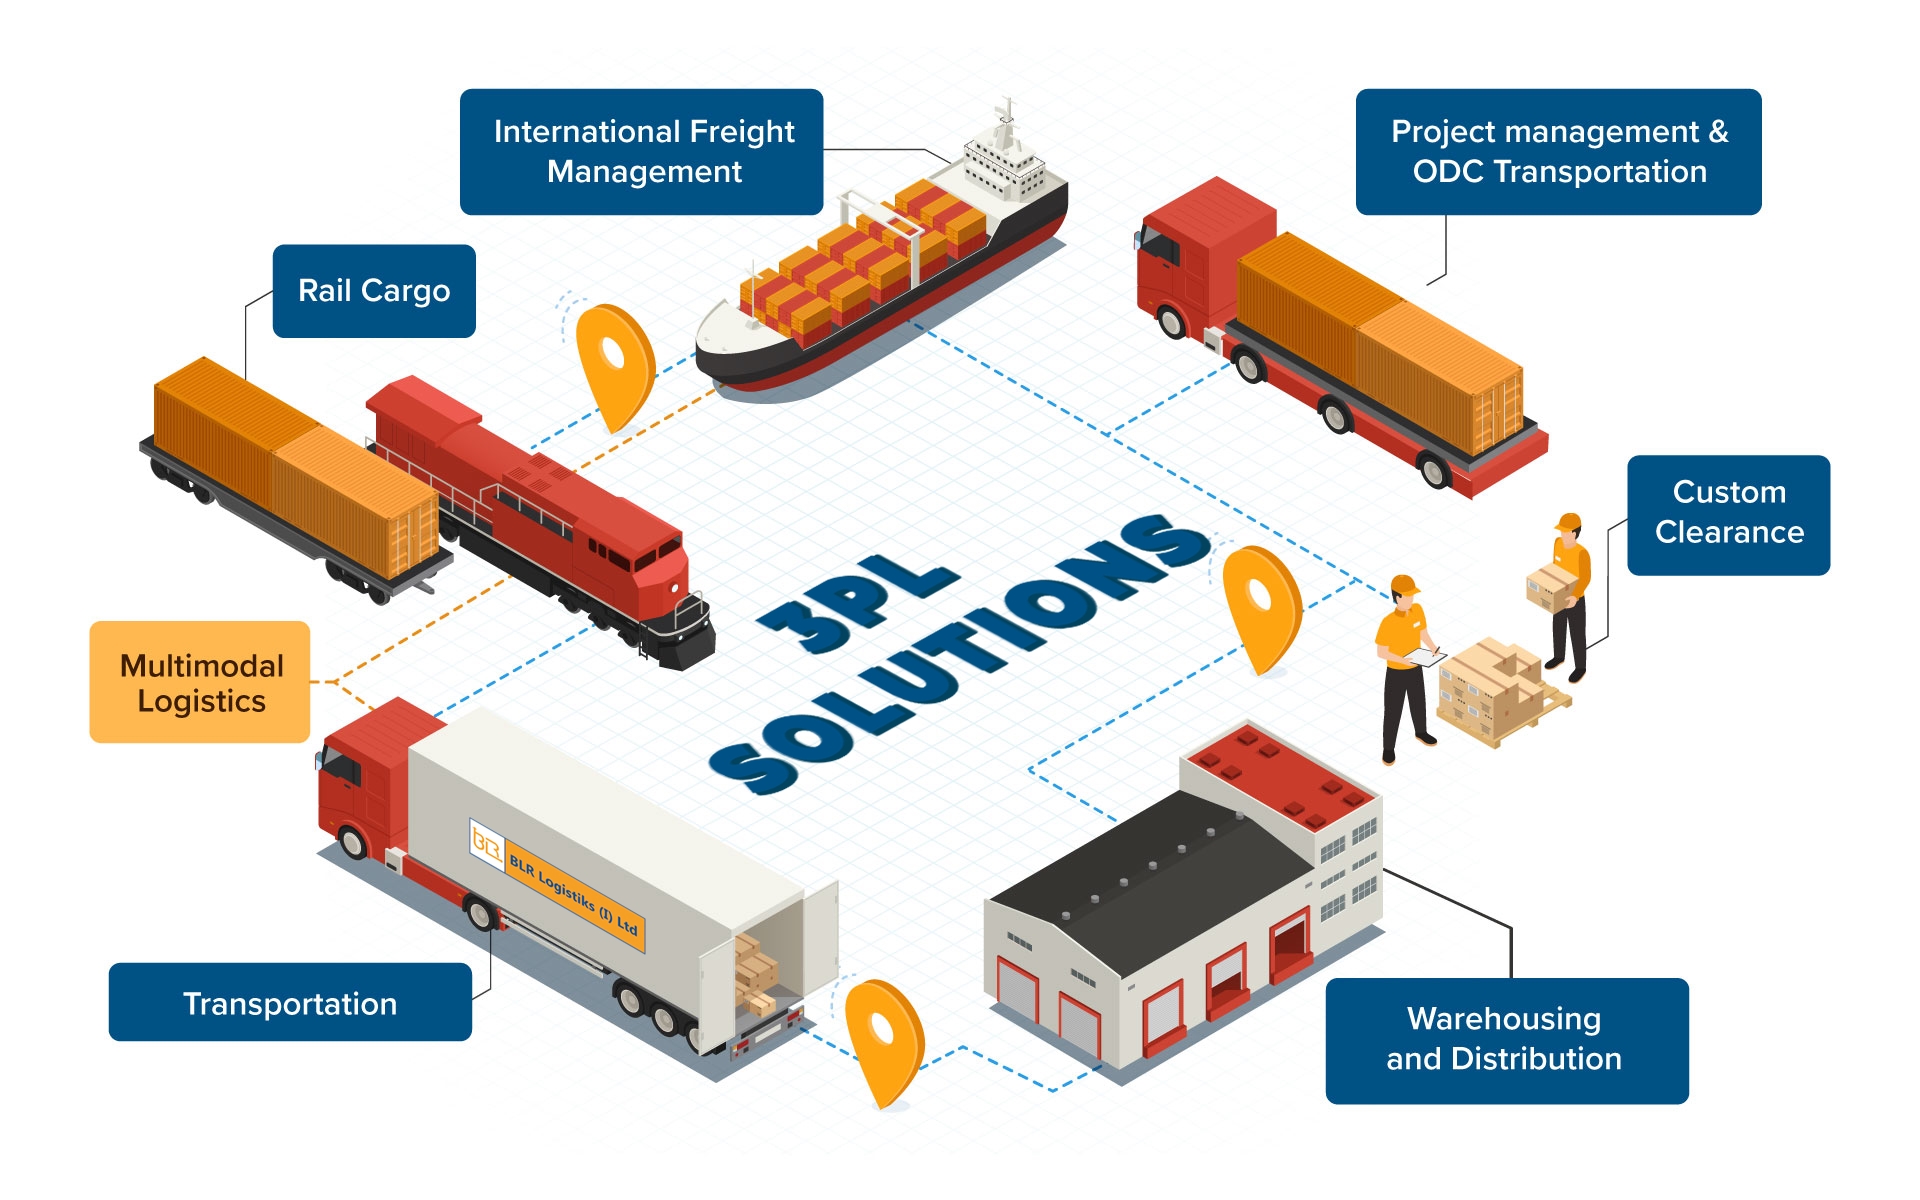 International Freight
Management
Project management &
ODC Transportation
Rail Cargo
Custom
Clearance
3PL
SOLUTIONS
Multimodal
Logistics
BLR
BLR Logistiks (I) Ltd
Transportation
Warehousing
and Distribution